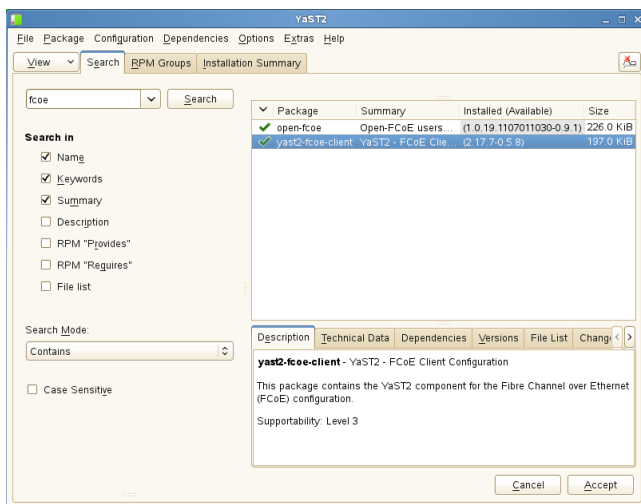 YaST2
File Package Configuration Dependencies Options Extras Help
View Search RPM Groups Installation Summary
fcoe Search
Search in
Name
Keywords
Summary
Description
RPM "Provides"
RPM "Requires"
File list
Search Mode:
Contains
Case Sensitive
Package Summary Installed (Available) Size
open-fcoe Open-FCoE users... (1.0.19.1107011030-0.9.1) 226.0 KiB
yast2-fcoe-client YaST2 - FCoE Clie... (2.17.7-0.5.8) 197.0 KiB
Description Technical Data Dependencies Versions File List Chang
yast2-fcoe-client - YaST2 - FCoE Client Configuration
This package contains the YaST2 component for the Fibre Channel over Ethernet
(FCoE) configuration.
Supportability: Level 3
Cancel Accept